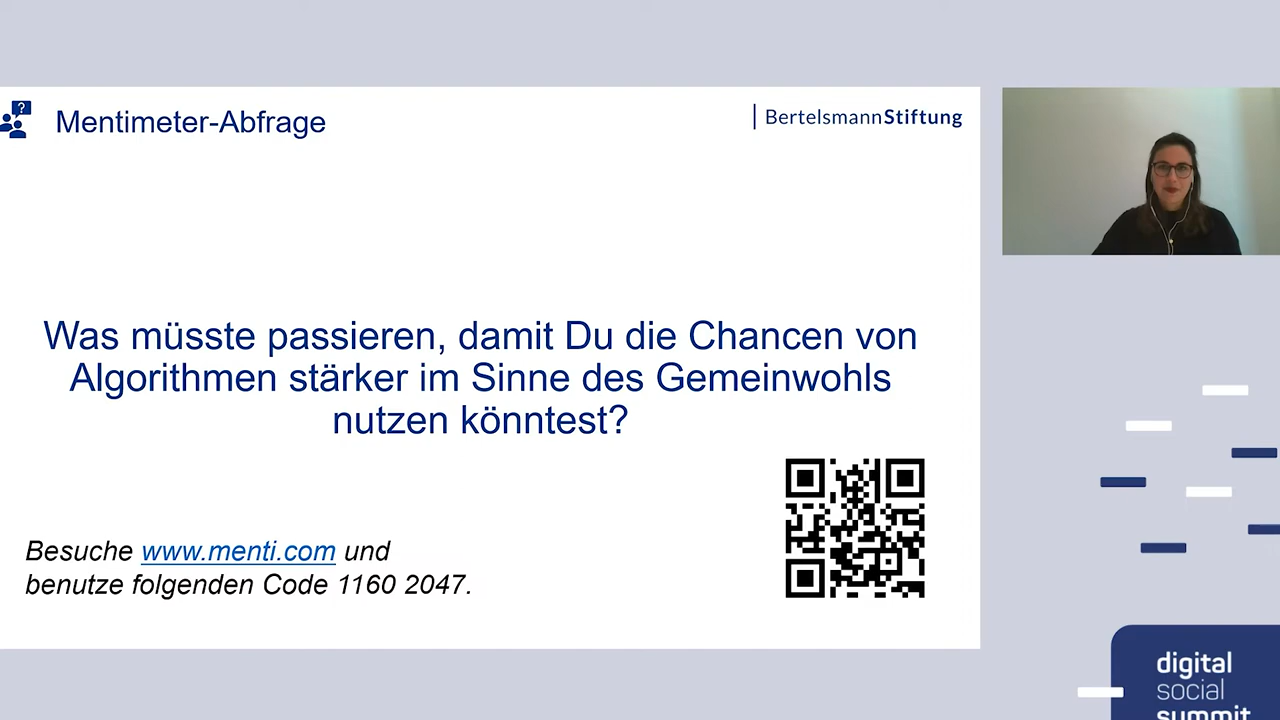 Mentimeter-Abfrage
BertelsmannStiftung
Was müsste passieren, damit Du die Chancen von
Algorithmen stärker im Sinne des Gemeinwohls
nutzen könntest?
Besuche www.menti.com und
benutze folgenden Code 1160 2047.
digital
social
summit